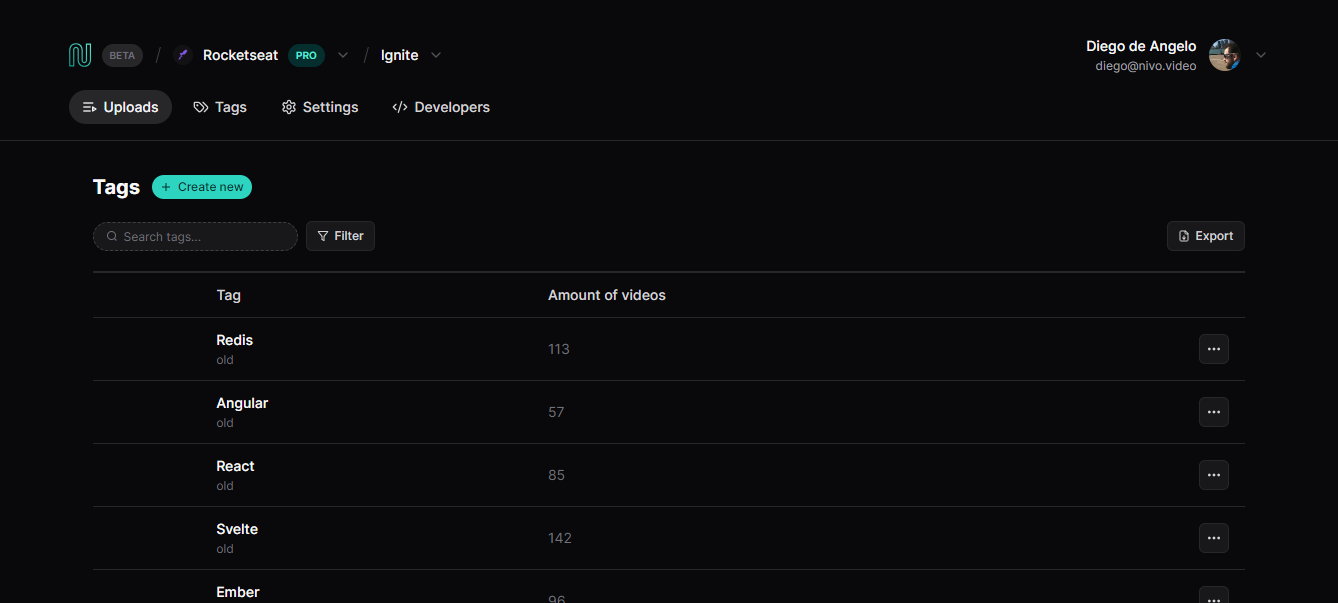 BETA / Rocketseat PRO / Ignite
Diego de Angelo
diego@nivo.video
Uploads Tags Settings Developers
Tags + Create new
Search tags... Filter Export
Tag Amount of videos
Redis
old
113
Angular
old
57
React
old
85
Svelte
old
142
Ember
96